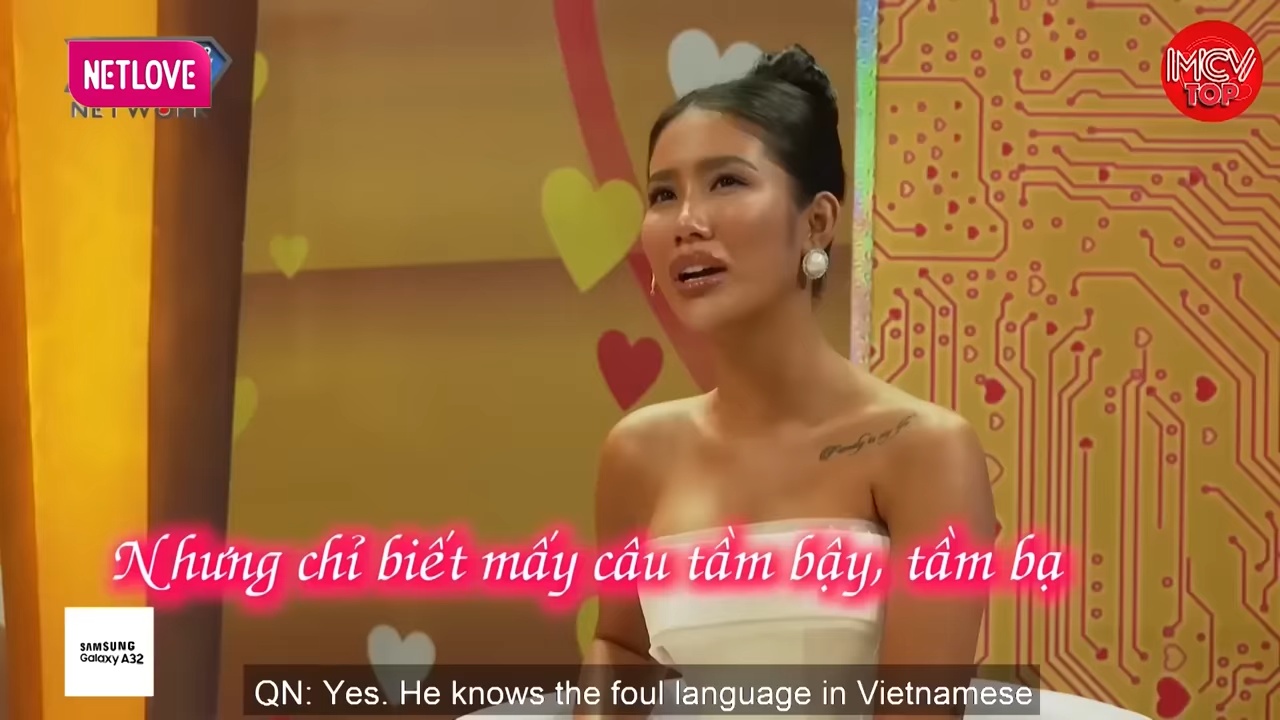 NETLOVE
NETWORK
MCV
TOP
Nhưng chỉ biết mấy câu tầm bậy, tầm bạ
SAMSUNG
Galaxy A32
QN: Yes. He knows the foul language in Vietnamese